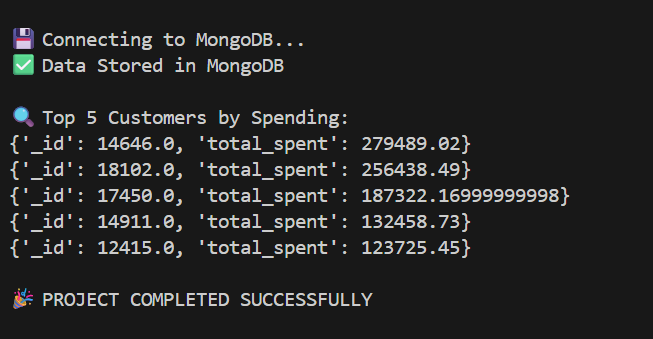 💾 Connecting to MongoDB...
✅ Data Stored in MongoDB
🔍 Top 5 Customers by Spending:
{'_id': 14646.0, 'total_spent': 279489.02}
{'_id': 18102.0, 'total_spent': 256438.49}
{'_id': 17450.0, 'total_spent': 187322.16999999998}
{'_id': 14911.0, 'total_spent': 132458.73}
{'_id': 12415.0, 'total_spent': 123725.45}
🎉 PROJECT COMPLETED SUCCESSFULLY